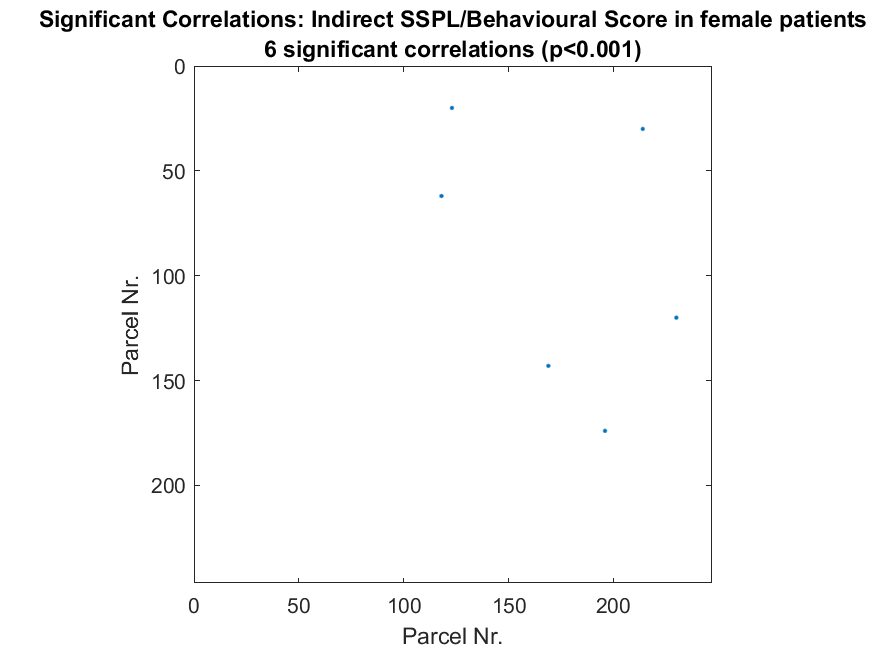 Significant Correlations: Indirect SSPL/Behavioural Score in female patients
6 significant correlations (p<0.001)
0
50
100
150
200
Parcel Nr.
0
50
100
150
200
Parcel Nr.